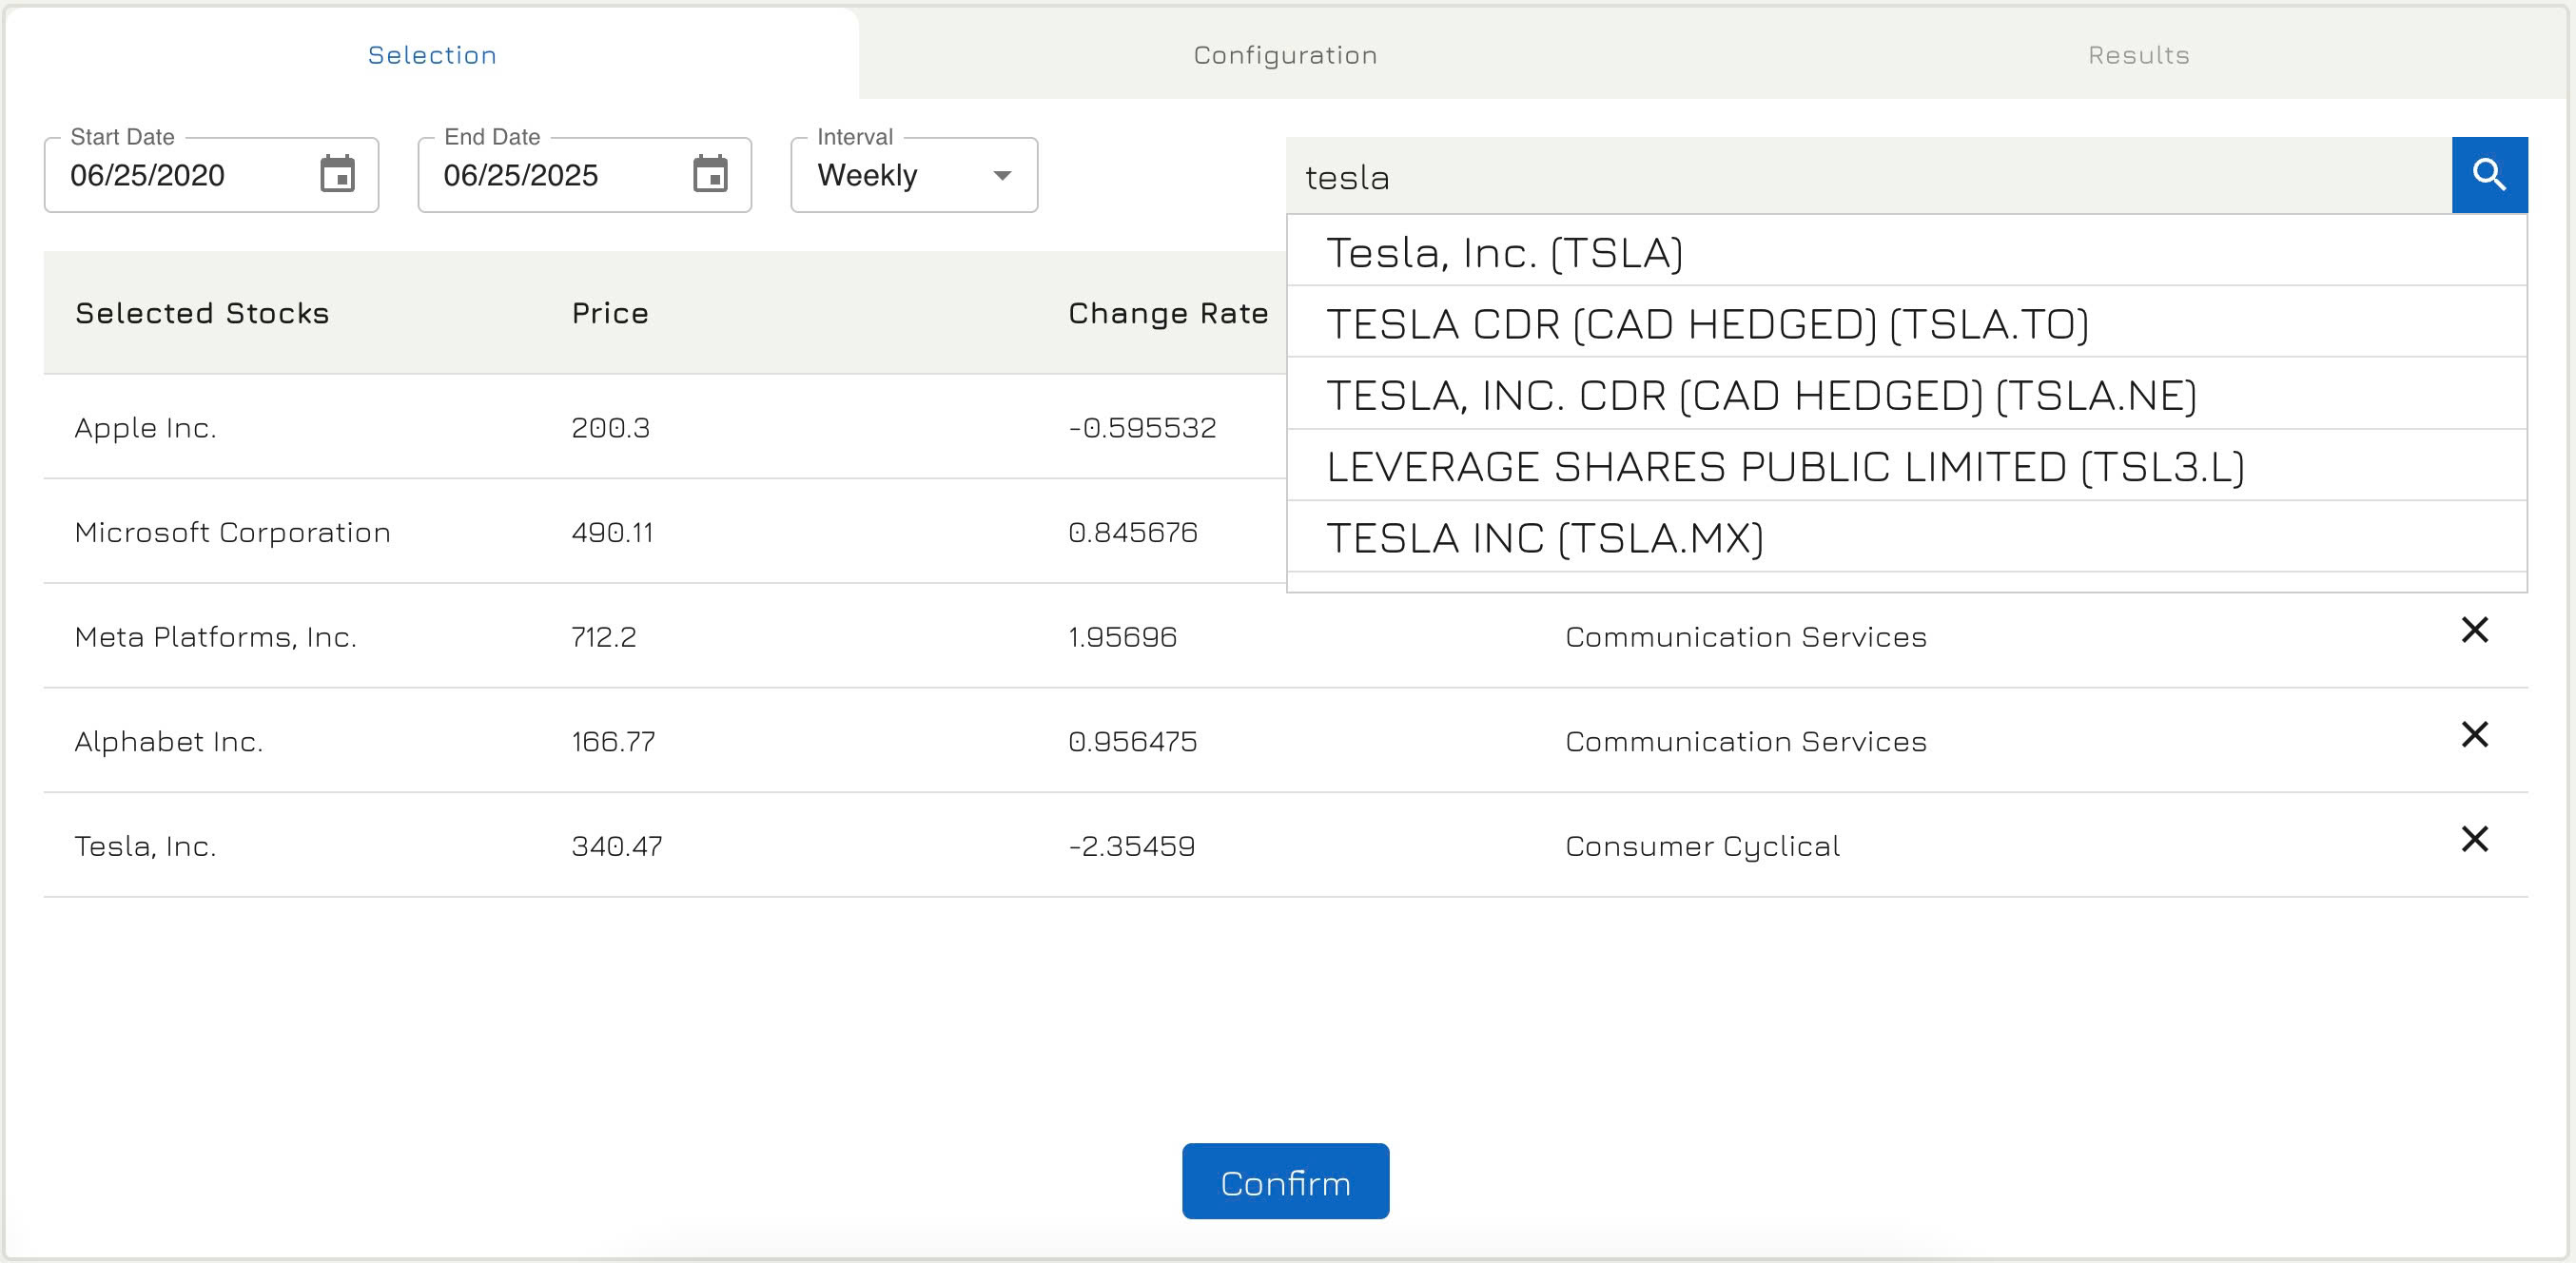 Selection
Configuration
Results
Start Date
06/25/2020
End Date
06/25/2025
Interval
Weekly
tesla
Tesla, Inc. (TSLA)
TESLA CDR (CAD HEDGED) (TSLA.TO)
TESLA, INC. CDR (CAD HEDGED) (TSLA.NE)
LEVERAGE SHARES PUBLIC LIMITED (TSL3.L)
TESLA INC (TSLA.MX)
Selected Stocks Price Change Rate
Apple Inc. 200.3 -0.595532
Microsoft Corporation 490.11 0.845676
Meta Platforms, Inc. 712.2 1.95696 Communication Services
Alphabet Inc. 166.77 0.956475 Communication Services
Tesla, Inc. 340.47 -2.35459 Consumer Cyclical
Confirm